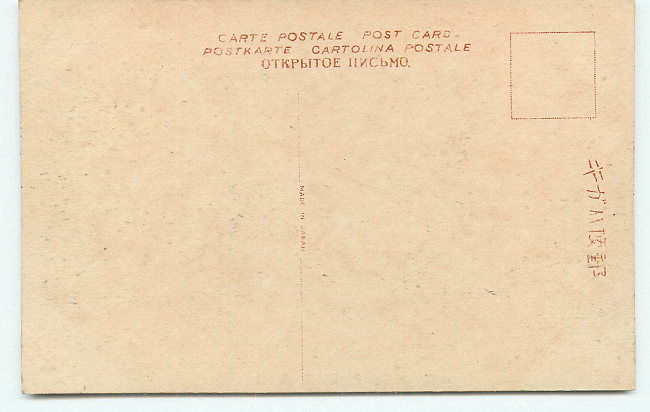 CARTE POSTALE POST CARD-
POSTKARTE CARTOLINA POSTALE
ОТКРЫТОЕ ПИСЬМО.
MADE IN JAPAN